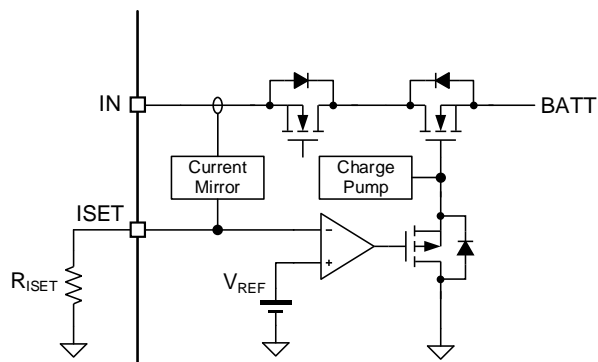 IN
BATT
Current
Mirror
Charge
Pump
ISET
−
+
RISET
VREF